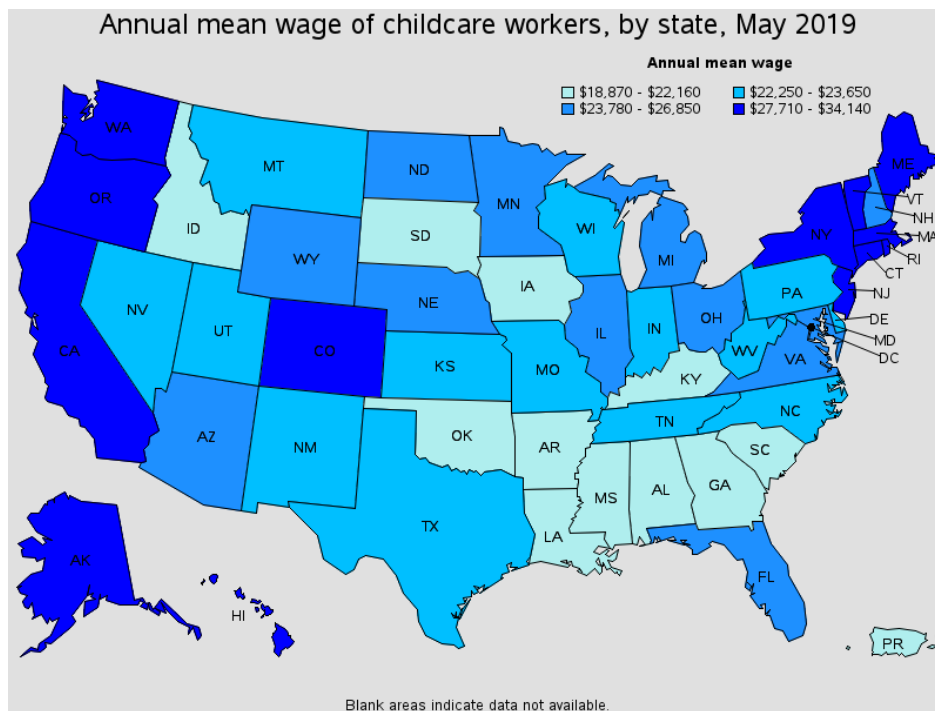 Annual mean wage of childcare workers, by state, May 2019
Annual mean wage
$18,870 - $22,160 $22,250 - $23,650
$23,780 - $26,850 $27,710 - $34,140
WA
MT
ND
MN
ME
OR
ID
SD
WI
VT
NH
WY
NY
MA
MI
RI
CT
IA
NE
PA
NJ
NV
UT
IL
IN
OH
DE
CA
CO
KS
MO
WV
MD
VA
DC
KY
AZ
NM
OK
TN
NC
AR
SC
TX
MS
AL
GA
LA
AK
FL
HI
PR
Blank areas indicate data not available.